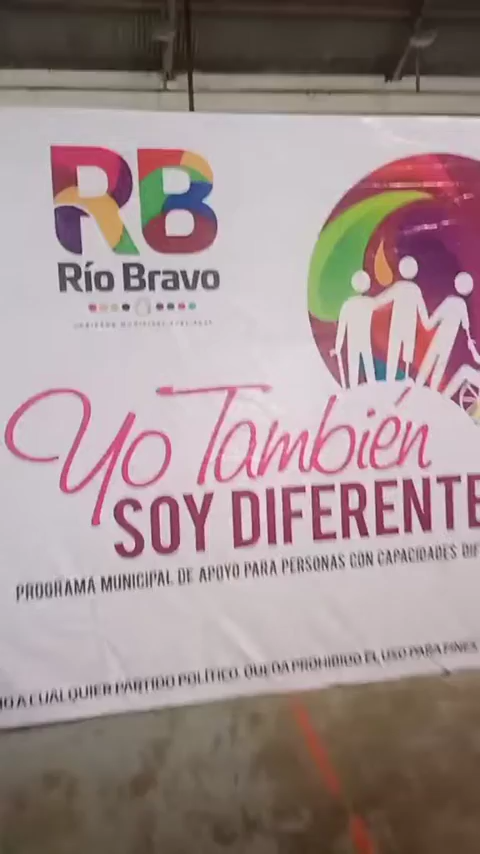 RB
Río Bravo
Yo También
SOY DIFERENTE
PROGRAMA MUNICIPAL DE APOYO PARA PERSONAS CON CAPACIDADES DIF
A CUALQUIER PARTIDO POLÍTICO. QUEDA PROHIBIDO EL USO PARA FINES